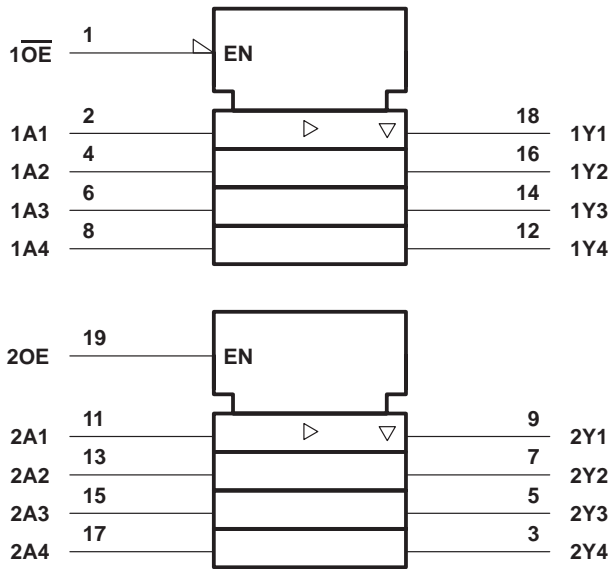 1
1O̅E̅ EN
2 18
1A1 1Y1
4 16
1A2 1Y2
6 14
1A3 1Y3
8 12
1A4 1Y4
19
2OE EN
11 9
2A1 2Y1
13 7
2A2 2Y2
15 5
2A3 2Y3
17 3
2A4 2Y4